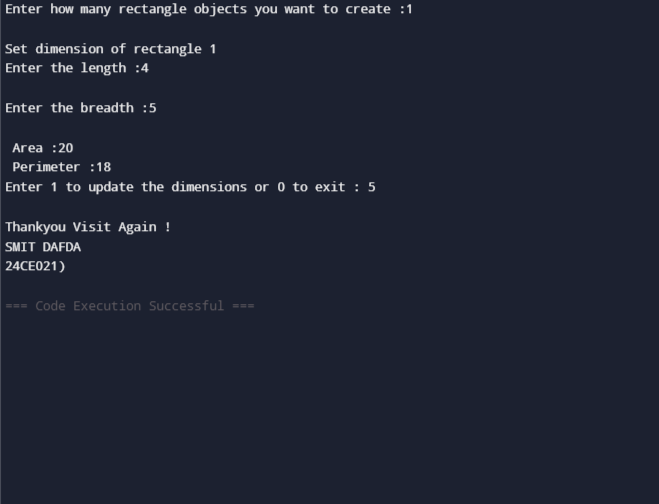 Enter how many rectangle objects you want to create :1
Set dimension of rectangle 1
Enter the length :4
Enter the breadth :5
Area :20
Perimeter :18
Enter 1 to update the dimensions or 0 to exit : 5
Thankyou Visit Again !
SMIT DAFDA
24CE021)
=== Code Execution Successful ===